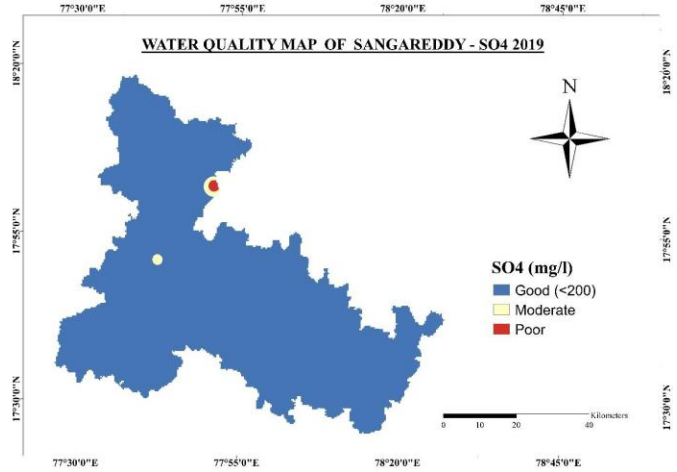 77°30'0"E 77°55'0"E 78°20'0"E 78°45'0"E
WATER QUALITY MAP OF SANGAREDDY - SO4 2019
18°20'0"N
18°20'0"N
N
17°55'0"N
17°55'0"N
SO4 (mg/l)
Good (<200)
Moderate
Poor
17°30'0"N
17°30'0"N
Kilometers
0 10 20 40
77°30'0"E 77°55'0"E 78°20'0"E 78°45'0"E